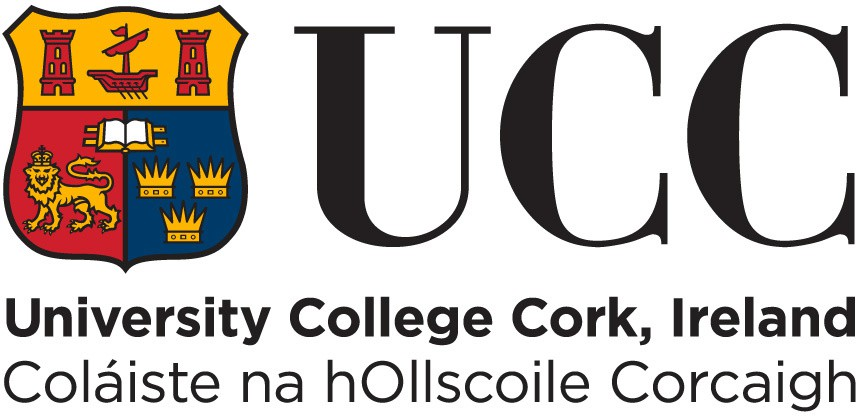 UCC
University College Cork, Ireland
Coláiste na hOllscoile Corcaigh